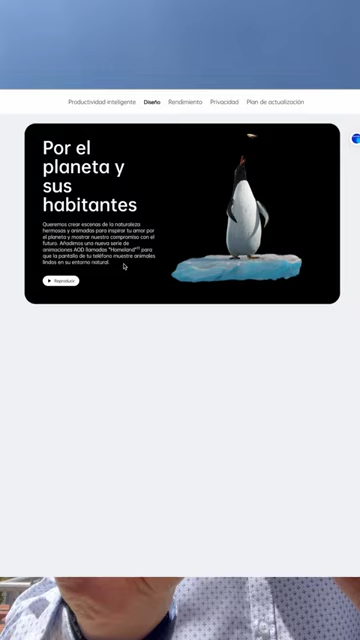 Productividad inteligente Diseño Rendimiento Privacidad Plan de actualización
Por el
planeta y
sus
habitantes
Queremos crear escenas de la naturaleza
hermosas y animadas para inspirar tu amor por
el planeta y mostrar nuestro compromiso con el
futuro. Añadimos una nueva serie de
animaciones AOD llamadas "Homeland" para
que la pantalla de tu teléfono muestre animales
lindos en su entorno natural.
Reproducir